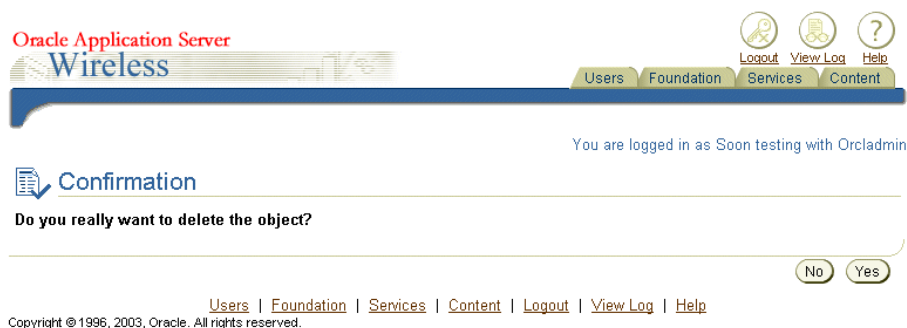 Oracle Application Server
Wireless
Logout View Log Help
Users Foundation Services Content
You are logged in as Soon testing with Orcladmin
Confirmation
Do you really want to delete the object?
No Yes
Users | Foundation | Services | Content | Logout | View Log | Help
Copyright © 1996, 2003, Oracle. All rights reserved.